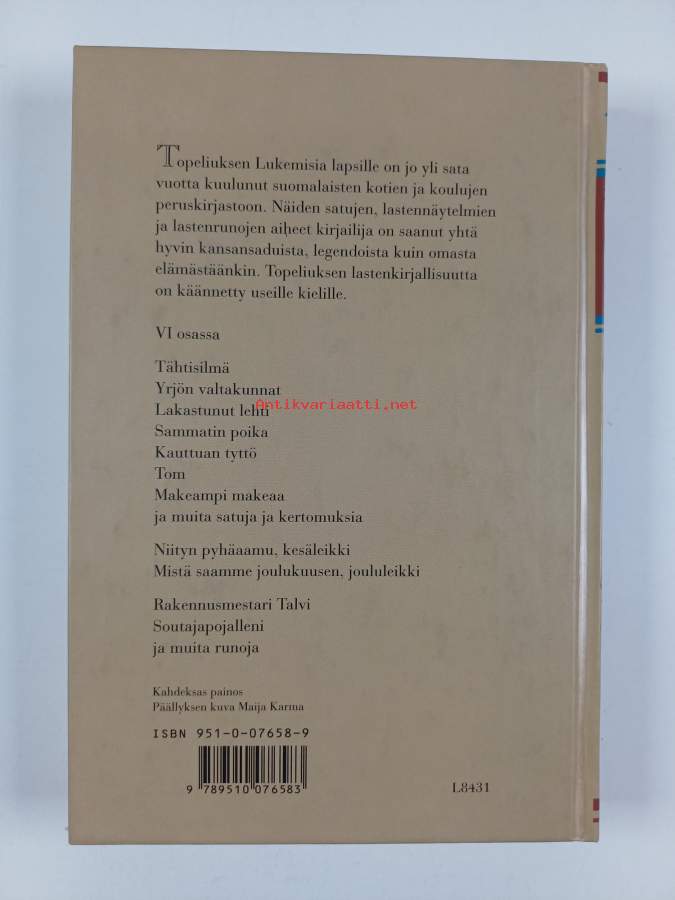 Topeliuksen Lukemisia lapsille on jo yli sata
vuotta kuulunut suomalaisten kotien ja koulujen
peruskirjastoon. Näiden satujen, lastennäytelmien
ja lastenrunojen aiheet kirjailija on saanut yhtä
hyvin kansansaduista, legendoista kuin omasta
elämästäänkin. Topeliuksen lastenkirjallisuutta
on käännetty useille kielille.
VI osassa
Tähtisilmä
Yrjön valtakunnat
Antikvariaatti.net
Lakastunut lehti
Sammatin poika
Kauttuan tyttö
Tom
Makeampi makeaa
ja muita satuja ja kertomuksia
Niityn pyhäaamu, kesäleikki
Mistä saamme joulukuusen, joululeikki
Rakennusmestari Talvi
Soutajapojalleni
ja muita runoja
Kahdeksas painos
Päällyksen kuva Maija Karma
ISBN 951-0-07658-9
9 789510 076583
L8431